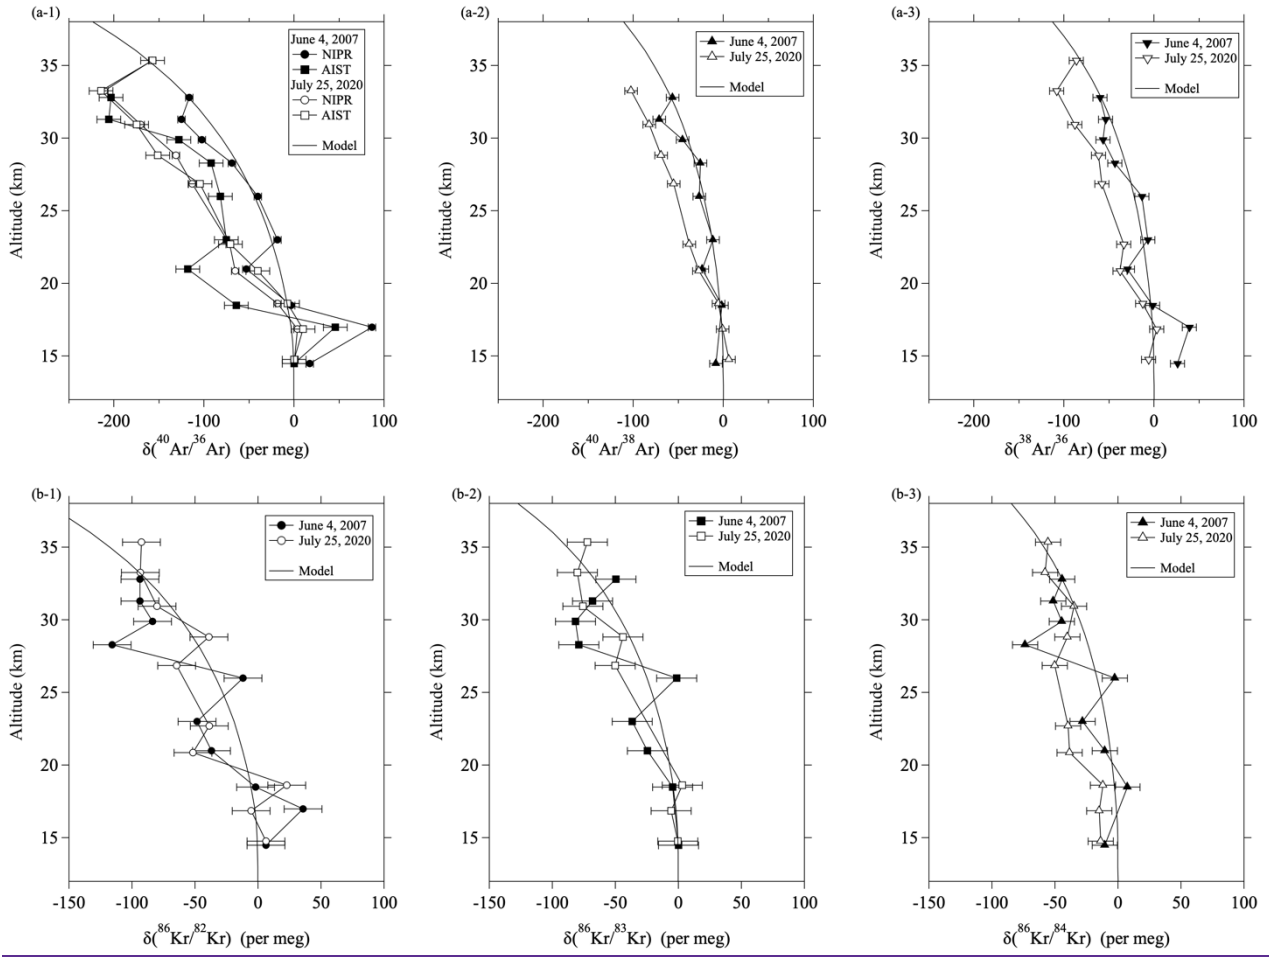 (a-1)
June 4, 2007
NIPR
AIST
July 25, 2020
NIPR
AIST
Model
Altitude (km)
35
30
25
20
15
-200 -100 0 100
δ(⁴⁰Ar/³⁶Ar) (per meg)
(a-2)
June 4, 2007
July 25, 2020
Model
Altitude (km)
35
30
25
20
15
-200 -100 0 100
δ(⁴⁰Ar/³⁸Ar) (per meg)
(a-3)
June 4, 2007
July 25, 2020
Model
Altitude (km)
35
30
25
20
15
-200 -100 0 100
δ(³⁸Ar/³⁶Ar) (per meg)
(b-1)
June 4, 2007
July 25, 2020
Model
Altitude (km)
35
30
25
20
15
-150 -100 -50 0 50 100
δ(⁸⁶Kr/⁸²Kr) (per meg)
(b-2)
June 4, 2007
July 25, 2020
Model
Altitude (km)
35
30
25
20
15
-150 -100 -50 0 50 100
δ(⁸⁶Kr/⁸³Kr) (per meg)
(b-3)
June 4, 2007
July 25, 2020
Model
Altitude (km)
35
30
25
20
15
-150 -100 -50 0 50 100
δ(⁸⁶Kr/⁸⁴Kr) (per meg)